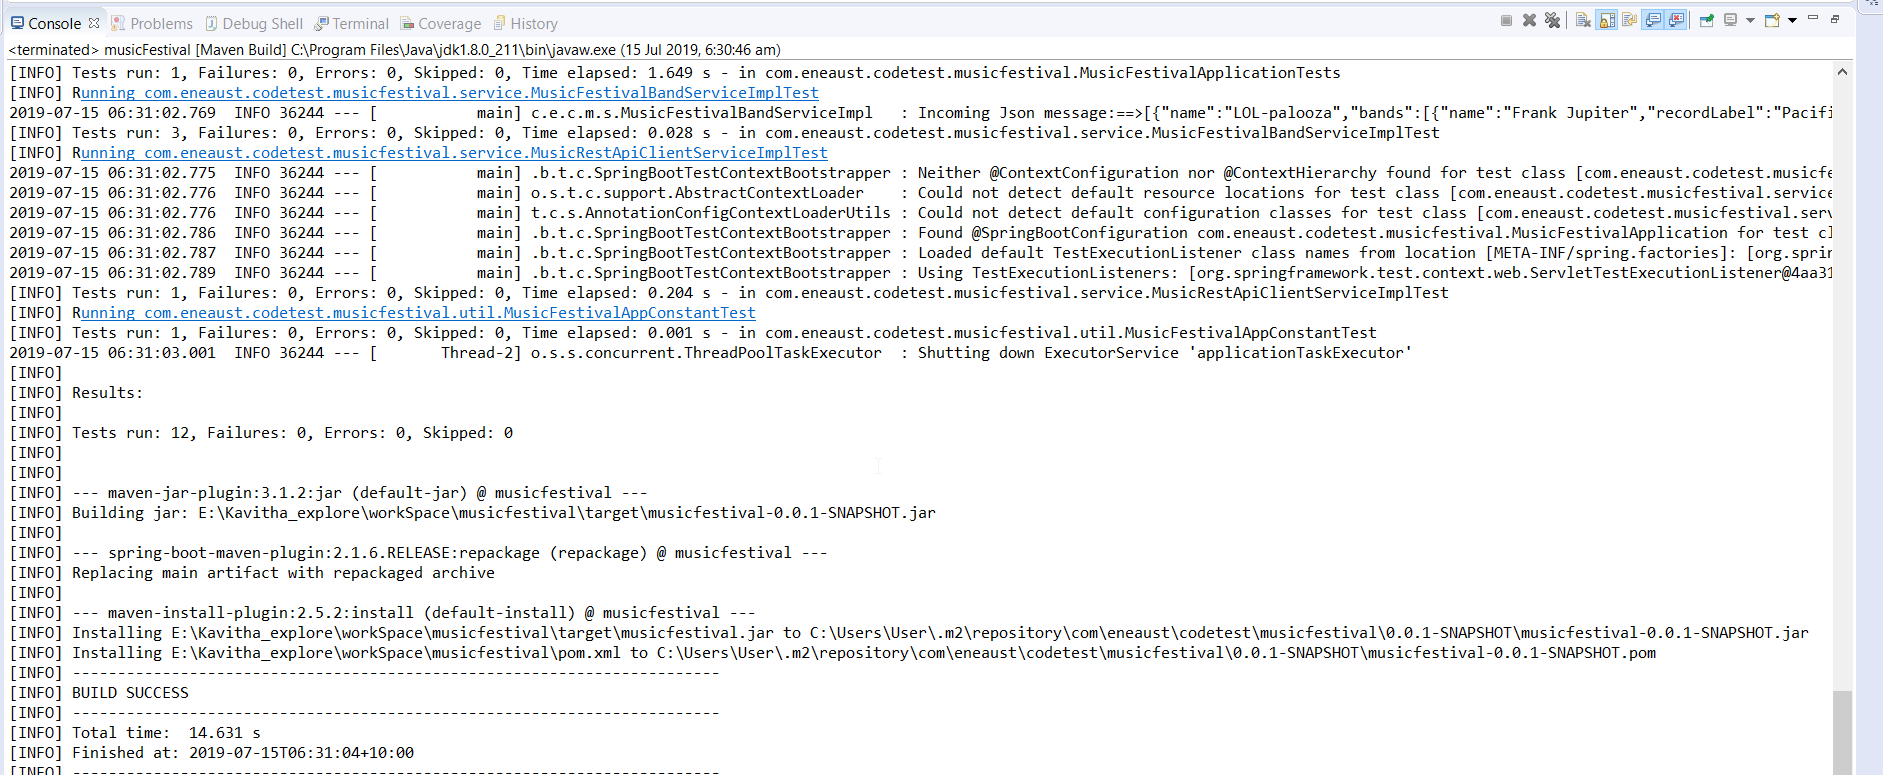 Console Problems Debug Shell Terminal Coverage History
<terminated> musicFestival [Maven Build] C:\Program Files\Java\jdk1.8.0_211\bin\javaw.exe (15 Jul 2019, 6:30:46 am)
[INFO] Tests run: 1, Failures: 0, Errors: 0, Skipped: 0, Time elapsed: 1.649 s - in com.eneaust.codetest.musicfestival.MusicFestivalApplicationTests
[INFO] Running com.eneaust.codetest.musicfestival.service.MusicFestivalBandServiceImplTest
2019-07-15 06:31:02.769  INFO 36244 --- [           main] c.e.c.m.s.MusicFestivalBandServiceImpl   : Incoming Json message:==>[{"name":"LOL-palooza","bands":[{"name":"Frank Jupiter","recordLabel":"Pacifi
[INFO] Tests run: 3, Failures: 0, Errors: 0, Skipped: 0, Time elapsed: 0.028 s - in com.eneaust.codetest.musicfestival.service.MusicFestivalBandServiceImplTest
[INFO] Running com.eneaust.codetest.musicfestival.service.MusicRestApiClientServiceImplTest
2019-07-15 06:31:02.775  INFO 36244 --- [           main] .b.t.c.SpringBootTestContextBootstrapper : Neither @ContextConfiguration nor @ContextHierarchy found for test class [com.eneaust.codetest.musicfe
2019-07-15 06:31:02.776  INFO 36244 --- [           main] o.s.t.c.support.AbstractContextLoader    : Could not detect default resource locations for test class [com.eneaust.codetest.musicfestival.service
2019-07-15 06:31:02.776  INFO 36244 --- [           main] t.c.s.AnnotationConfigContextLoaderUtils : Could not detect default configuration classes for test class [com.eneaust.codetest.musicfestival.serv
2019-07-15 06:31:02.786  INFO 36244 --- [           main] .b.t.c.SpringBootTestContextBootstrapper : Found @SpringBootConfiguration com.eneaust.codetest.musicfestival.MusicFestivalApplication for test cl
2019-07-15 06:31:02.787  INFO 36244 --- [           main] .b.t.c.SpringBootTestContextBootstrapper : Loaded default TestExecutionListener class names from location [META-INF/spring.factories]: [org.sprin
2019-07-15 06:31:02.789  INFO 36244 --- [           main] .b.t.c.SpringBootTestContextBootstrapper : Using TestExecutionListeners: [org.springframework.test.context.web.ServletTestExecutionListener@4aa31
[INFO] Tests run: 1, Failures: 0, Errors: 0, Skipped: 0, Time elapsed: 0.204 s - in com.eneaust.codetest.musicfestival.service.MusicRestApiClientServiceImplTest
[INFO] Running com.eneaust.codetest.musicfestival.util.MusicFestivalAppConstantTest
[INFO] Tests run: 1, Failures: 0, Errors: 0, Skipped: 0, Time elapsed: 0.001 s - in com.eneaust.codetest.musicfestival.util.MusicFestivalAppConstantTest
2019-07-15 06:31:03.001  INFO 36244 --- [       Thread-2] o.s.s.concurrent.ThreadPoolTaskExecutor  : Shutting down ExecutorService 'applicationTaskExecutor'
[INFO]
[INFO] Results:
[INFO]
[INFO] Tests run: 12, Failures: 0, Errors: 0, Skipped: 0
[INFO]
[INFO]
[INFO] --- maven-jar-plugin:3.1.2:jar (default-jar) @ musicfestival ---
[INFO] Building jar: E:\Kavitha_explore\workSpace\musicfestival\target\musicfestival-0.0.1-SNAPSHOT.jar
[INFO]
[INFO] --- spring-boot-maven-plugin:2.1.6.RELEASE:repackage (repackage) @ musicfestival ---
[INFO] Replacing main artifact with repackaged archive
[INFO]
[INFO] --- maven-install-plugin:2.5.2:install (default-install) @ musicfestival ---
[INFO] Installing E:\Kavitha_explore\workSpace\musicfestival\target\musicfestival.jar to C:\Users\User\.m2\repository\com\eneaust\codetest\musicfestival\0.0.1-SNAPSHOT\musicfestival-0.0.1-SNAPSHOT.jar
[INFO] Installing E:\Kavitha_explore\workSpace\musicfestival\pom.xml to C:\Users\User\.m2\repository\com\eneaust\codetest\musicfestival\0.0.1-SNAPSHOT\musicfestival-0.0.1-SNAPSHOT.pom
[INFO] ------------------------------------------------------------------------
[INFO] BUILD SUCCESS
[INFO] ------------------------------------------------------------------------
[INFO] Total time:  14.631 s
[INFO] Finished at: 2019-07-15T06:31:04+10:00
[INFO] ------------------------------------------------------------------------